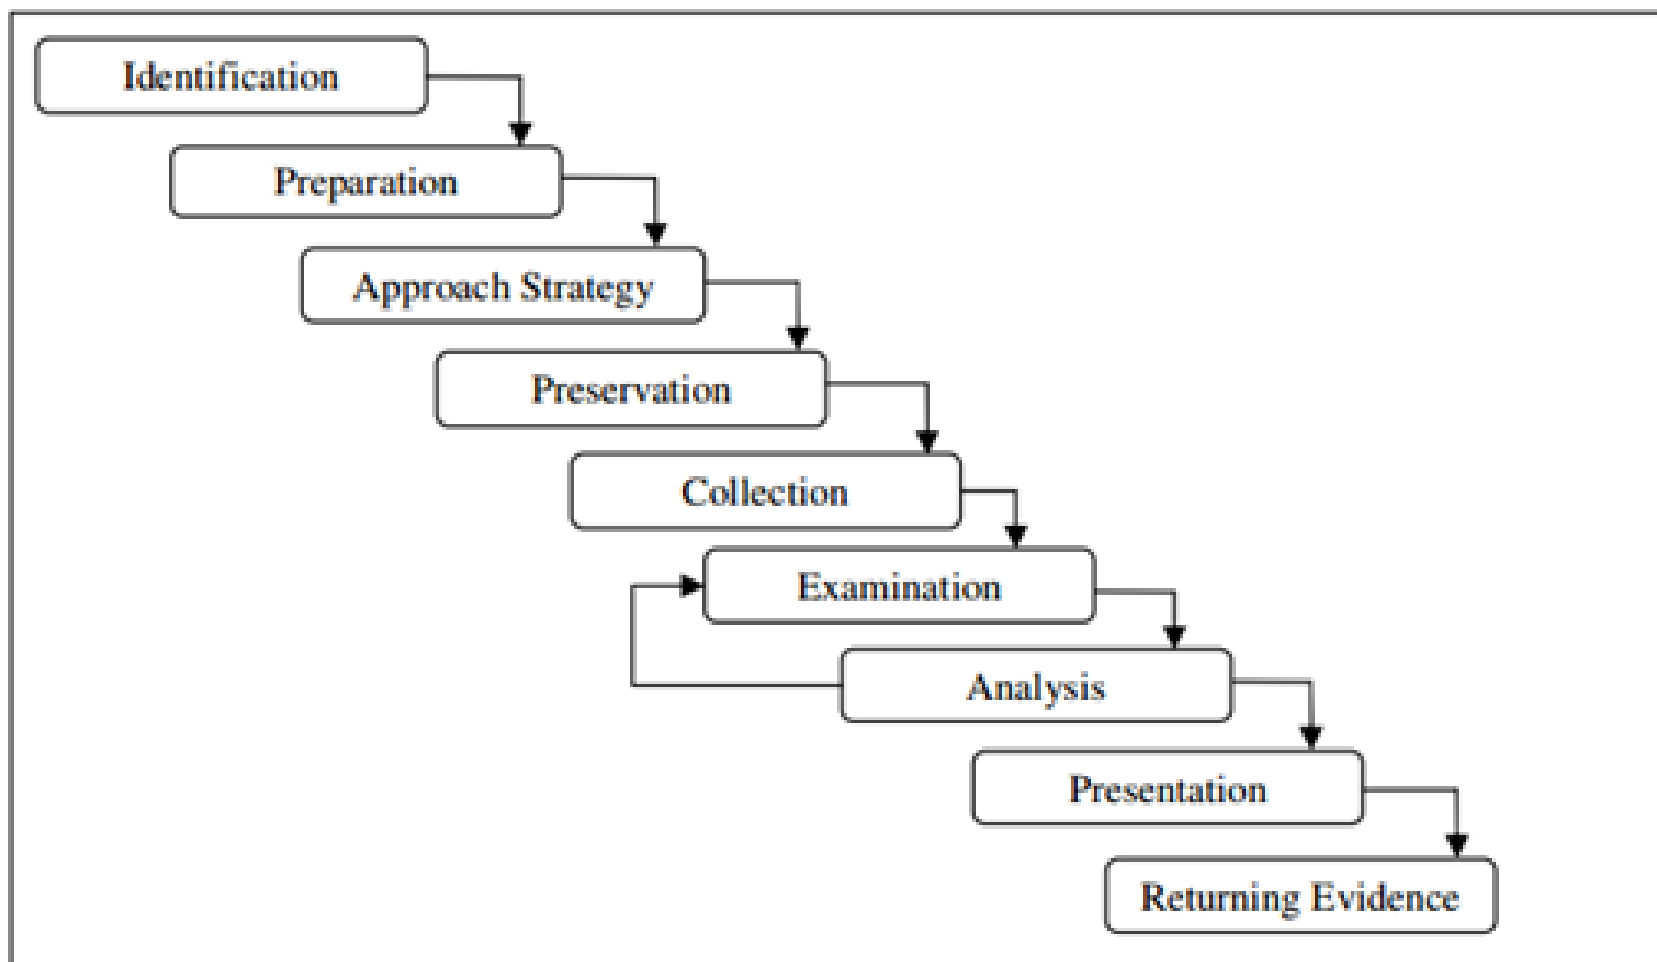 Identification
Preparation
Approach Strategy
Preservation
Collection
Examination
Analysis
Presentation
Returning Evidence